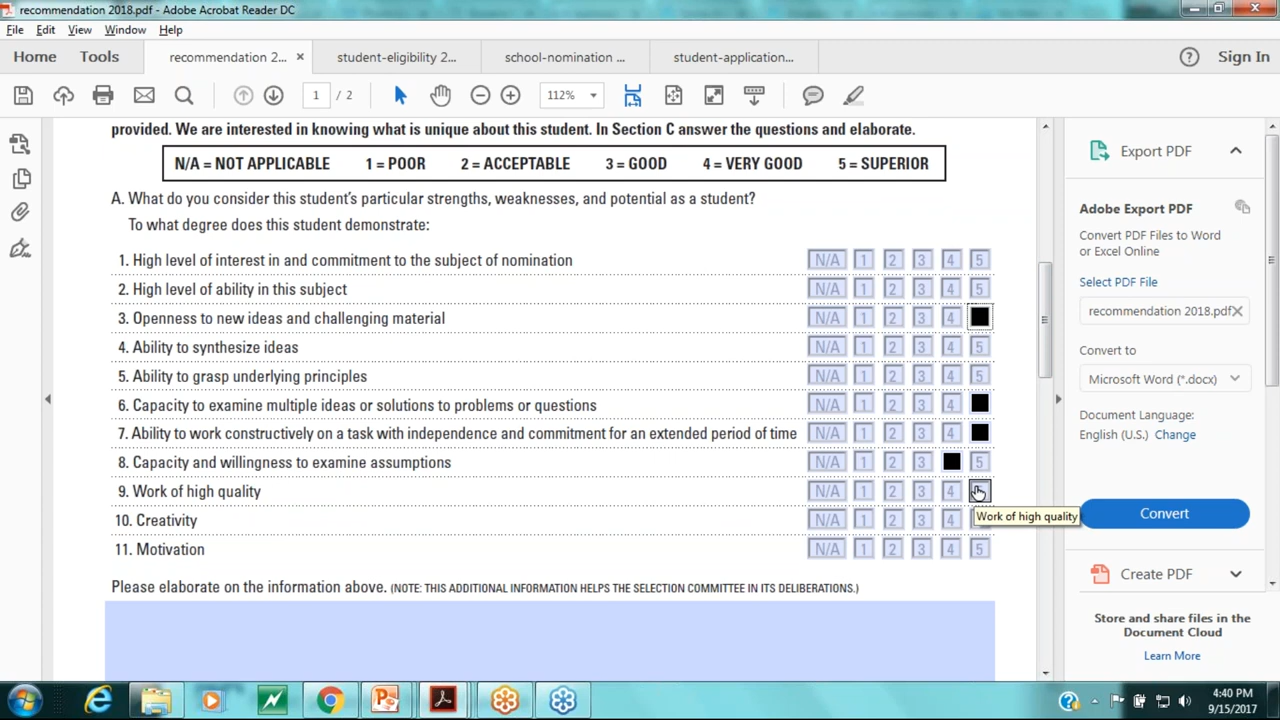 recommendation 2018.pdf - Adobe Acrobat Reader DC
File Edit View Window Help
Home Tools recommendation 2... × student-eligibility 2... school-nomination ... student-application...
? Sign In
1 / 2 112%
provided. We are interested in knowing what is unique about this student. In Section C answer the questions and elaborate.
N/A = NOT APPLICABLE 1 = POOR 2 = ACCEPTABLE 3 = GOOD 4 = VERY GOOD 5 = SUPERIOR
A. What do you consider this student's particular strengths, weaknesses, and potential as a student?
To what degree does this student demonstrate:
1. High level of interest in and commitment to the subject of nomination N/A 1 2 3 4 5
2. High level of ability in this subject N/A 1 2 3 4 5
3. Openness to new ideas and challenging material N/A 1 2 3 4
4. Ability to synthesize ideas N/A 1 2 3 4 5
5. Ability to grasp underlying principles N/A 1 2 3 4 5
6. Capacity to examine multiple ideas or solutions to problems or questions N/A 1 2 3 4
7. Ability to work constructively on a task with independence and commitment for an extended period of time N/A 1 2 3 4
8. Capacity and willingness to examine assumptions N/A 1 2 3 5
9. Work of high quality N/A 1 2 3 4
Work of high quality
10. Creativity N/A 1 2 3 4
11. Motivation N/A 1 2 3 4 5
Please elaborate on the information above. (NOTE: THIS ADDITIONAL INFORMATION HELPS THE SELECTION COMMITTEE IN ITS DELIBERATIONS.)
Export PDF
Adobe Export PDF
Convert PDF Files to Word
or Excel Online
Select PDF File
recommendation 2018.pdf
Convert to
Microsoft Word (*.docx)
Document Language:
English (U.S.) Change
Convert
Create PDF
Store and share files in the
Document Cloud
Learn More
4:40 PM
9/15/2017